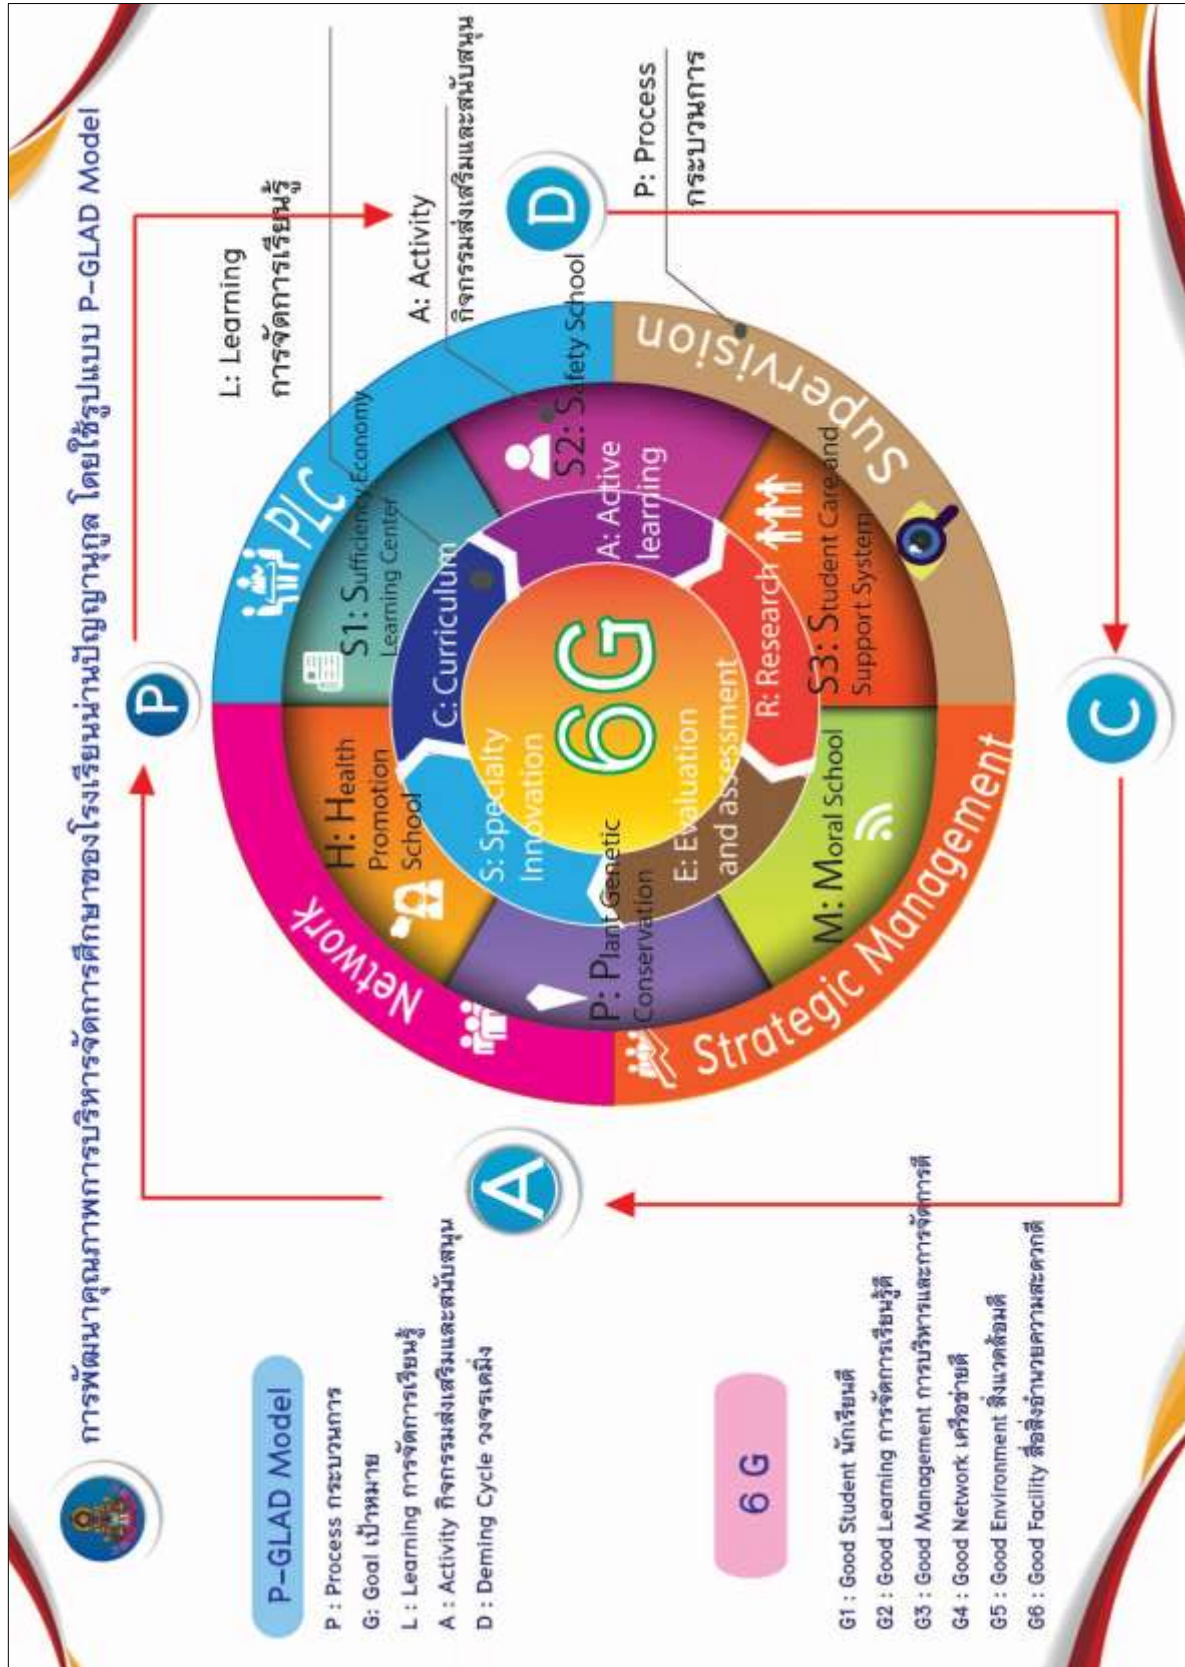 การพัฒนาคุณภาพการบริหารจัดการศึกษาของโรงเรียนน่านปัญญานุกูล โดยใช้รูปแบบ P-GLAD Model
P-GLAD Model
P : Process กระบวนการ
G: Goal เป้าหมาย
L : Learning การจัดการเรียนรู้
A : Activity กิจกรรมส่งเสริมและสนับสนุน
D : Deming Cycle วงจรเดมิ่ง
6 G
G1 : Good Student นักเรียนดี
G2 : Good Learning การจัดการเรียนรู้ดี
G3 : Good Management การบริหารและการจัดการดี
G4 : Good Network เครือข่ายดี
G5 : Good Environment สิ่งแวดล้อมดี
G6 : Good Facility สื่อสิ่งอำนวยความสะดวกดี
P
D
C
A
L: Learning
การจัดการเรียนรู้
A: Activity
กิจกรรมส่งเสริมและสนับสนุน
P: Process
กระบวนการ
Network
PLC
Supervision
Strategic Management
H: Health
Promotion
School
S1: Sufficiency Economy
Learning Center
S2: Safety School
S3: Student Care and
Support System
M: Moral School
P: Plant Genetic
Conservation
C: Curriculum
A: Active
learning
R: Research
E: Evaluation
and assessment
S: Specialty
Innovation
6G